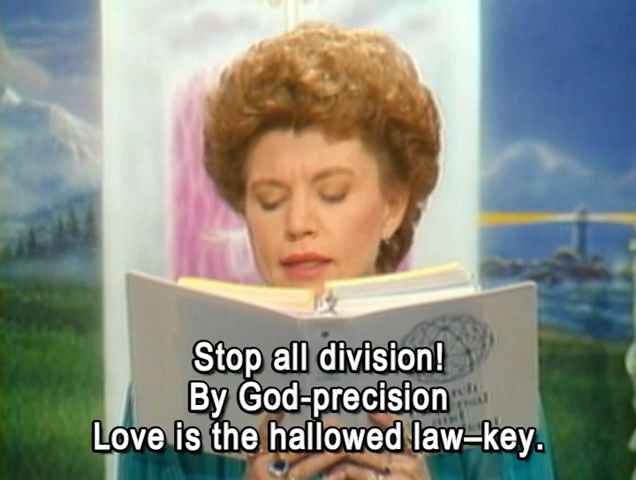 Stop all division!
By God-precision
Love is the hallowed law–key.